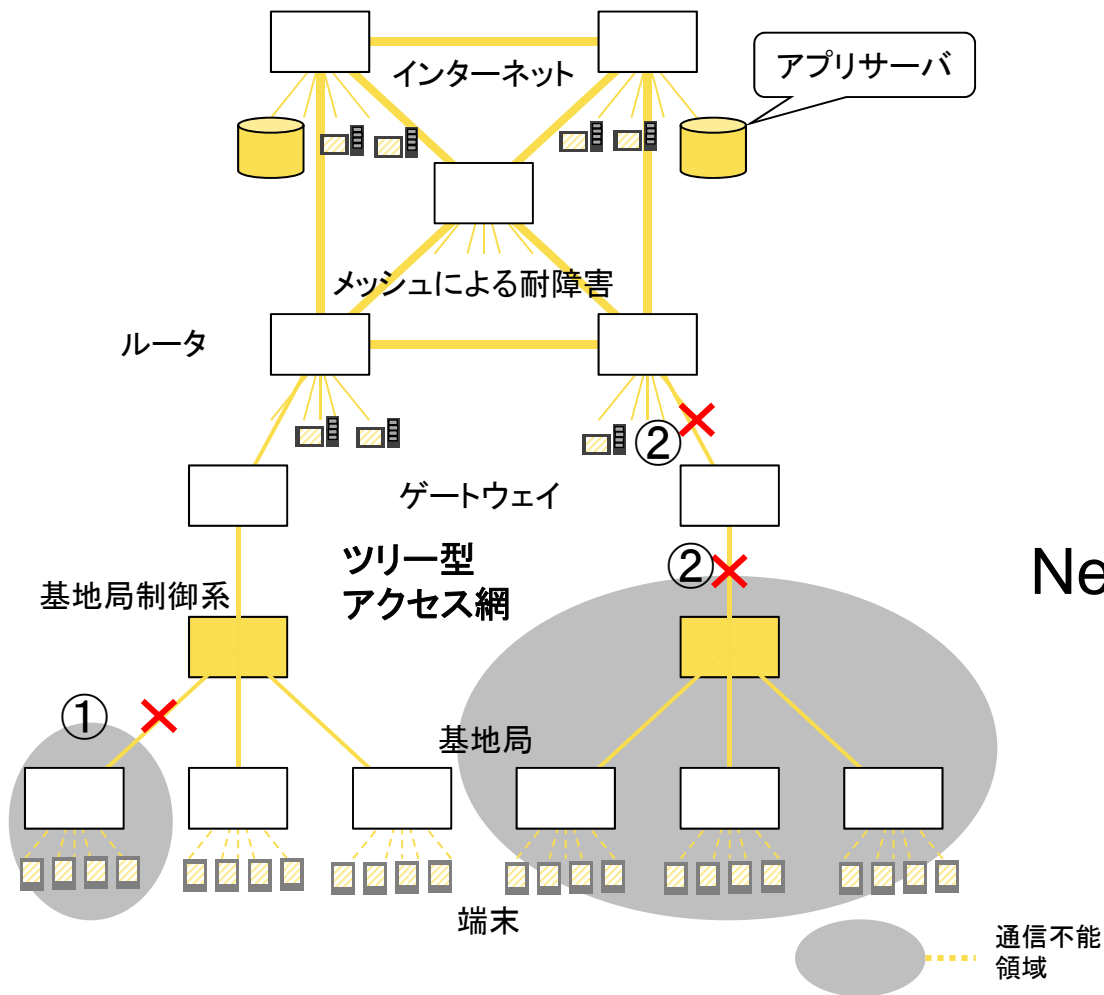 インターネット
アプリサーバ
メッシュによる耐障害
ルータ
②
ゲートウェイ
ツリー型
アクセス網
②
基地局制御系
①
基地局
端末
通信不能
領域
Ne